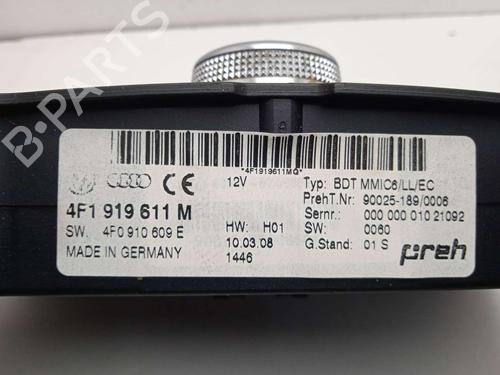 B-PARTS
*4F1919611MQ*
CE 12V Typ: BDT MMIC6/LL/EC
4F1 919 611 M PrehT.Nr: 90025-189/0006
Sernr.: 000 000 010 21092
SW. 4F0 910 609 E HW: H01 SW: 0060
MADE IN GERMANY 10.03.08 G.Stand: 01 S
1446 preh